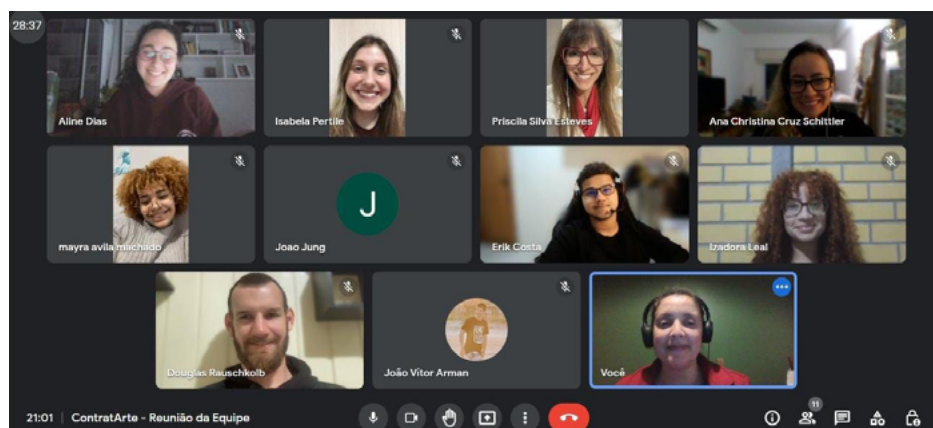 28:37
Aline Dias
Isabela Pertile
Priscila Silva Esteves
Ana Christina Cruz Schittler
mayra avila machado
J
Joao Jung
Erik Costa
Izadora Leal
Douglas Rauschkolb
João Vitor Arman
Você
21:01 | ContratArte - Reunião da Equipe
11